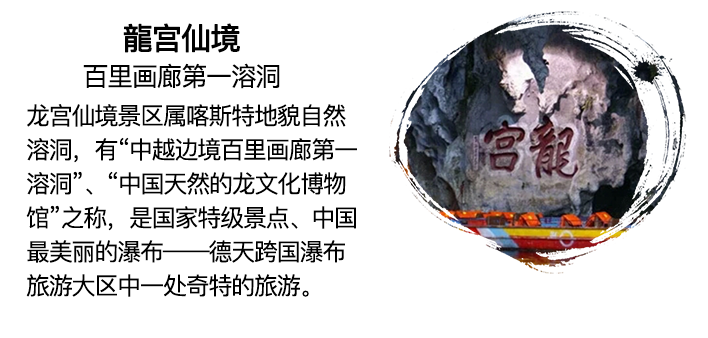 龍宫仙境
百里画廊第一溶洞
龙宫仙境景区属喀斯特地貌自然
溶洞，有“中越边境百里画廊第一
溶洞”、“中国天然的龙文化博物
馆”之称，是国家特级景点、中国
最美丽的瀑布——德天跨国瀑布
旅游大区中一处奇特的旅游。
龍宮